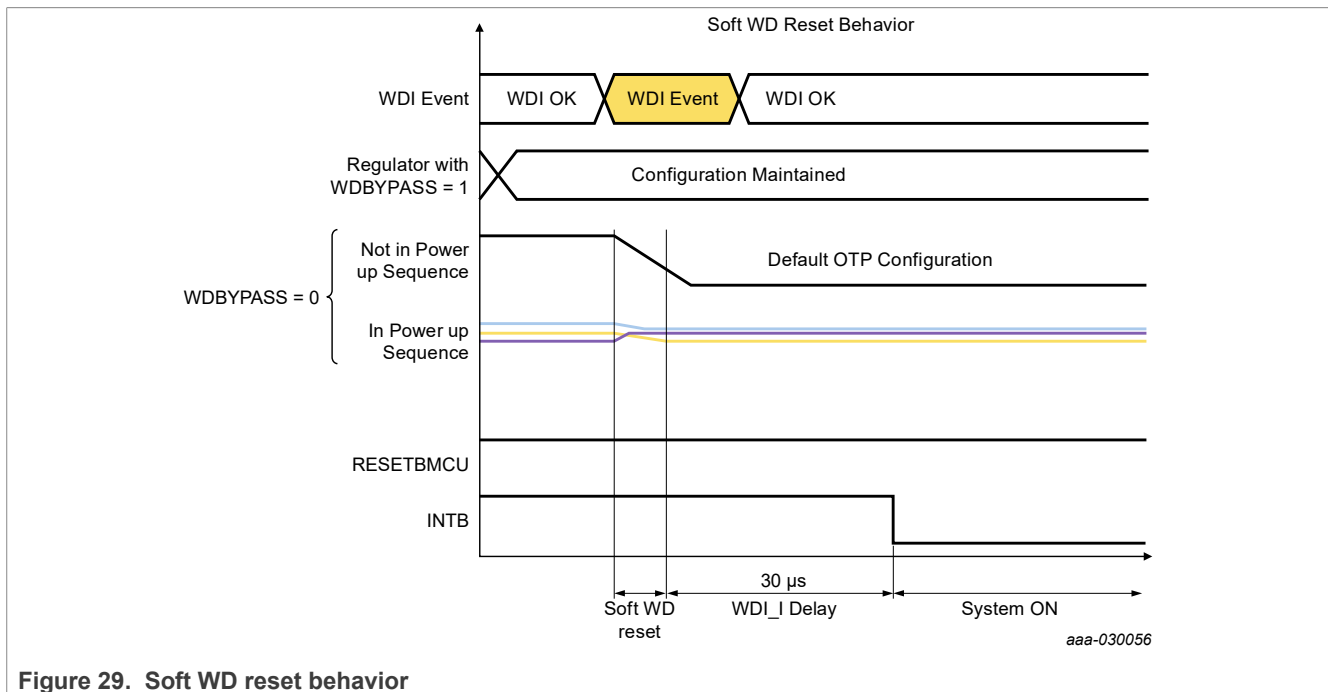 Soft WD Reset Behavior
WDI Event
WDI OK
WDI Event
WDI OK
Regulator with
WDBYPASS = 1
Configuration Maintained
WDBYPASS = 0
Not in Power
up Sequence
Default OTP Configuration
In Power up
Sequence
RESETBMCU
INTB
30 µs
Soft WD
reset
WDI_I Delay
System ON
aaa-030056
Figure 29. Soft WD reset behavior